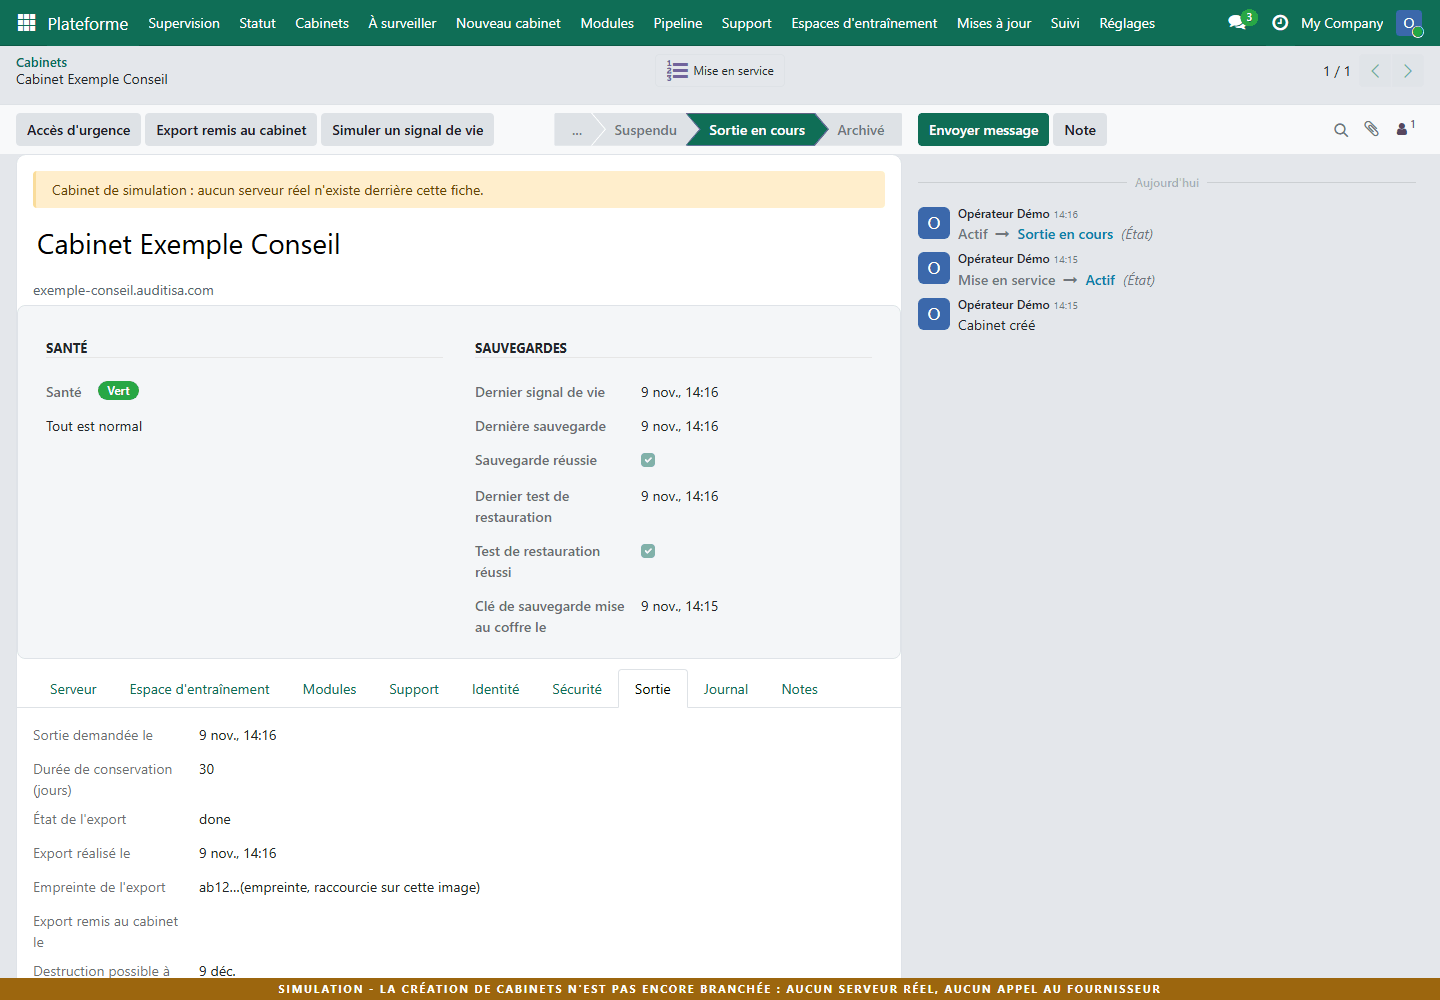 Plateforme Supervision Statut Cabinets À surveiller Nouveau cabinet Modules Pipeline Support Espaces d'entraînement Mises à jour Suivi Réglages 3 My Company O
Cabinets
Cabinet Exemple Conseil
Mise en service
1 / 1
Accès d'urgence Export remis au cabinet Simuler un signal de vie ... Suspendu Sortie en cours Archivé Envoyer message Note 1
Cabinet de simulation : aucun serveur réel n'existe derrière cette fiche.
Cabinet Exemple Conseil
exemple-conseil.auditisa.com
SANTÉ
Santé Vert
Tout est normal
SAUVEGARDES
Dernier signal de vie 9 nov., 14:16
Dernière sauvegarde 9 nov., 14:16
Sauvegarde réussie
Dernier test de restauration 9 nov., 14:16
Test de restauration réussi
Clé de sauvegarde mise au coffre le 9 nov., 14:15
Serveur Espace d'entraînement Modules Support Identité Sécurité Sortie Journal Notes
Sortie demandée le 9 nov., 14:16
Durée de conservation (jours) 30
État de l'export done
Export réalisé le 9 nov., 14:16
Empreinte de l'export ab12...(empreinte, raccourcie sur cette image)
Export remis au cabinet le
Destruction possible à 9 déc.
Aujourd'hui
O Opérateur Démo 14:16
Actif → Sortie en cours (État)
O Opérateur Démo 14:15
Mise en service → Actif (État)
O Opérateur Démo 14:15
Cabinet créé
SIMULATION - LA CRÉATION DE CABINETS N'EST PAS ENCORE BRANCHÉE : AUCUN SERVEUR RÉEL, AUCUN APPEL AU FOURNISSEUR